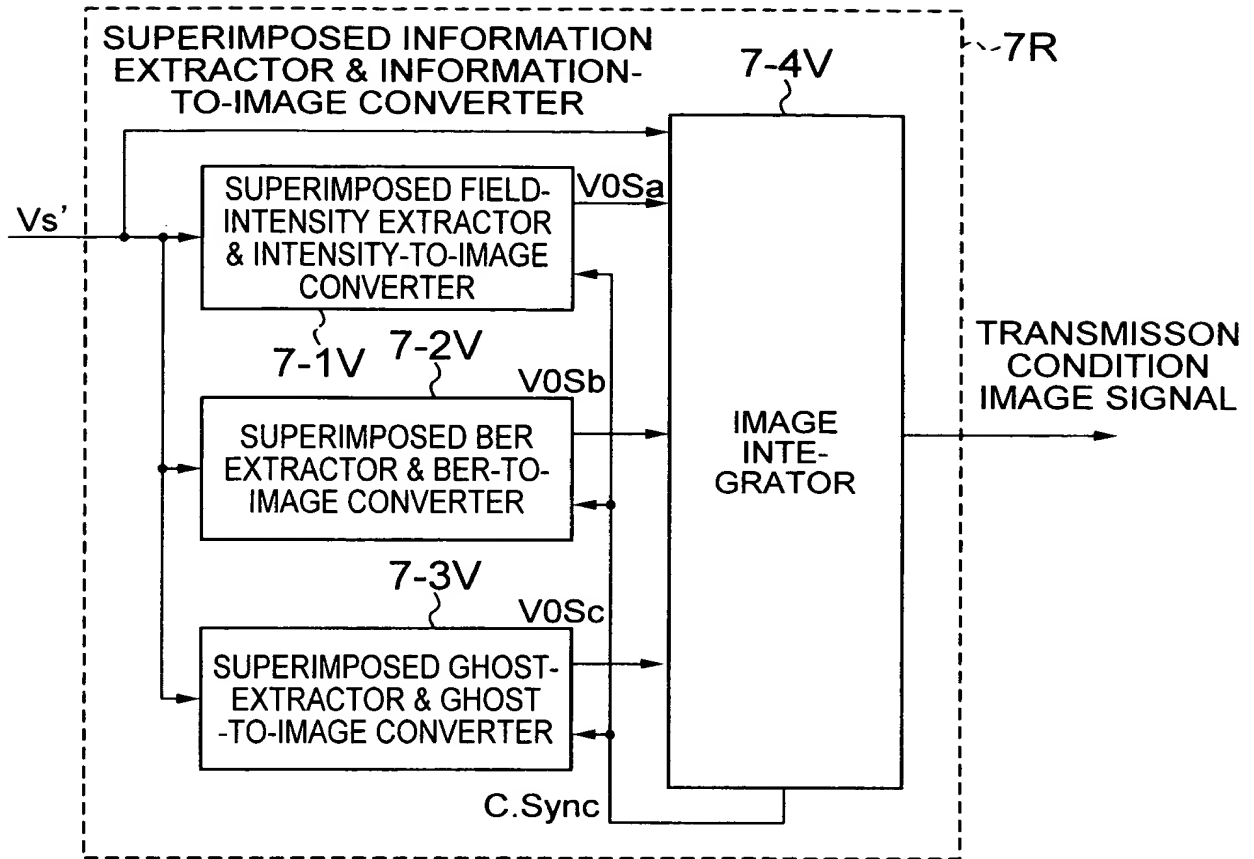 SUPERIMPOSED INFORMATION
EXTRACTOR & INFORMATION-
TO-IMAGE CONVERTER
7R
7-4V
Vs'
SUPERIMPOSED FIELD-
INTENSITY EXTRACTOR
& INTENSITY-TO-IMAGE
CONVERTER
V0Sa
7-1V
7-2V
V0Sb
SUPERIMPOSED BER
EXTRACTOR & BER-TO-
IMAGE CONVERTER
7-3V
V0Sc
SUPERIMPOSED GHOST-
EXTRACTOR & GHOST
-TO-IMAGE CONVERTER
C.Sync
IMAGE
INTE-
GRATOR
TRANSMISSON
CONDITION
IMAGE SIGNAL